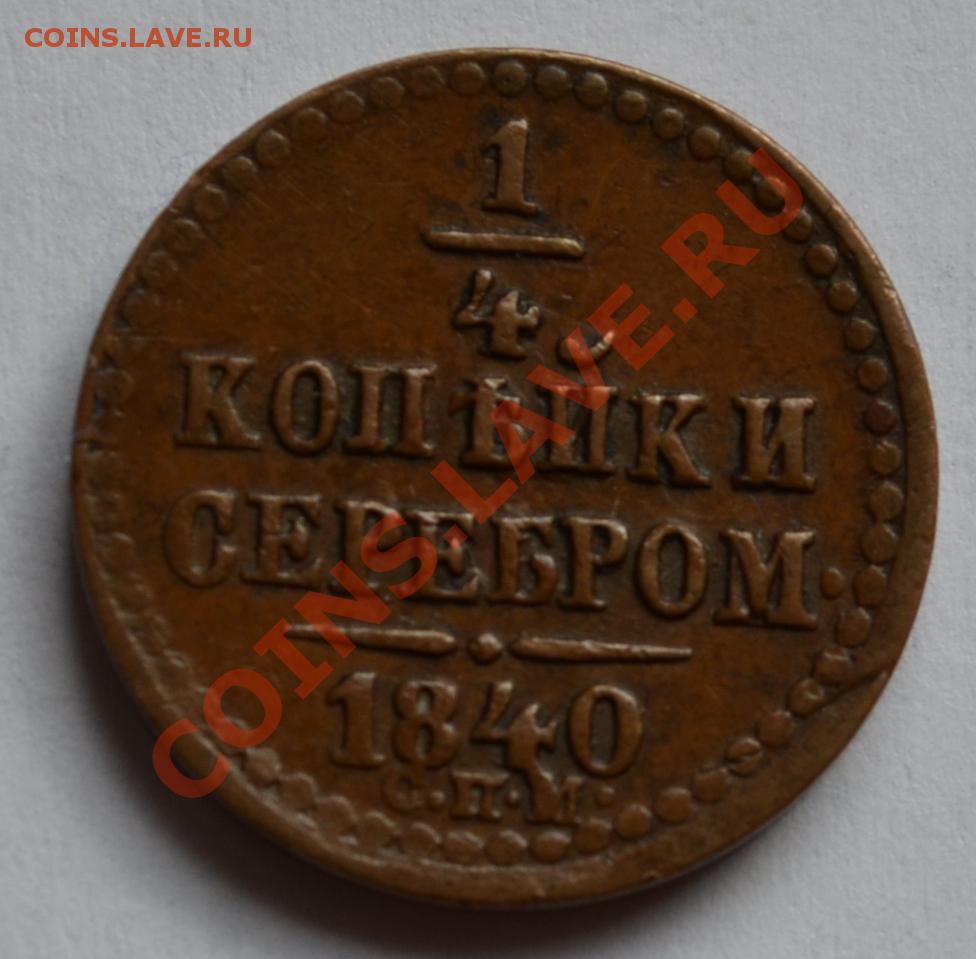 COINS.LAVE.RU
1
4
КОПѢЙКИ
СЕРЕБРОМ.
1840
С.П.М.
COINS.LAVE.RU